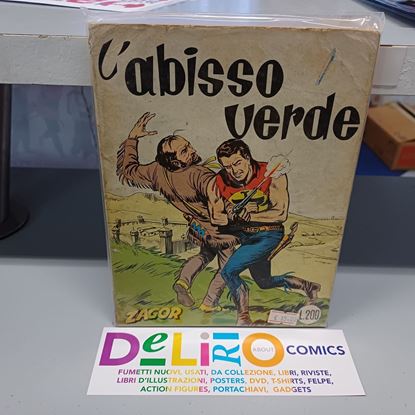 l'abisso
verde
ZAGOR
L.200
DeLiRiO ABOUT COMICS
FUMETTI NUOVI, USATI, DA COLLEZIONE, LIBRI, RIVISTE,
LIBRI D'ILLUSTRAZIONI, POSTERS, DVD, T-SHIRTS, FELPE,
ACTION FIGURES, PORTACHIAVI, GADGETS